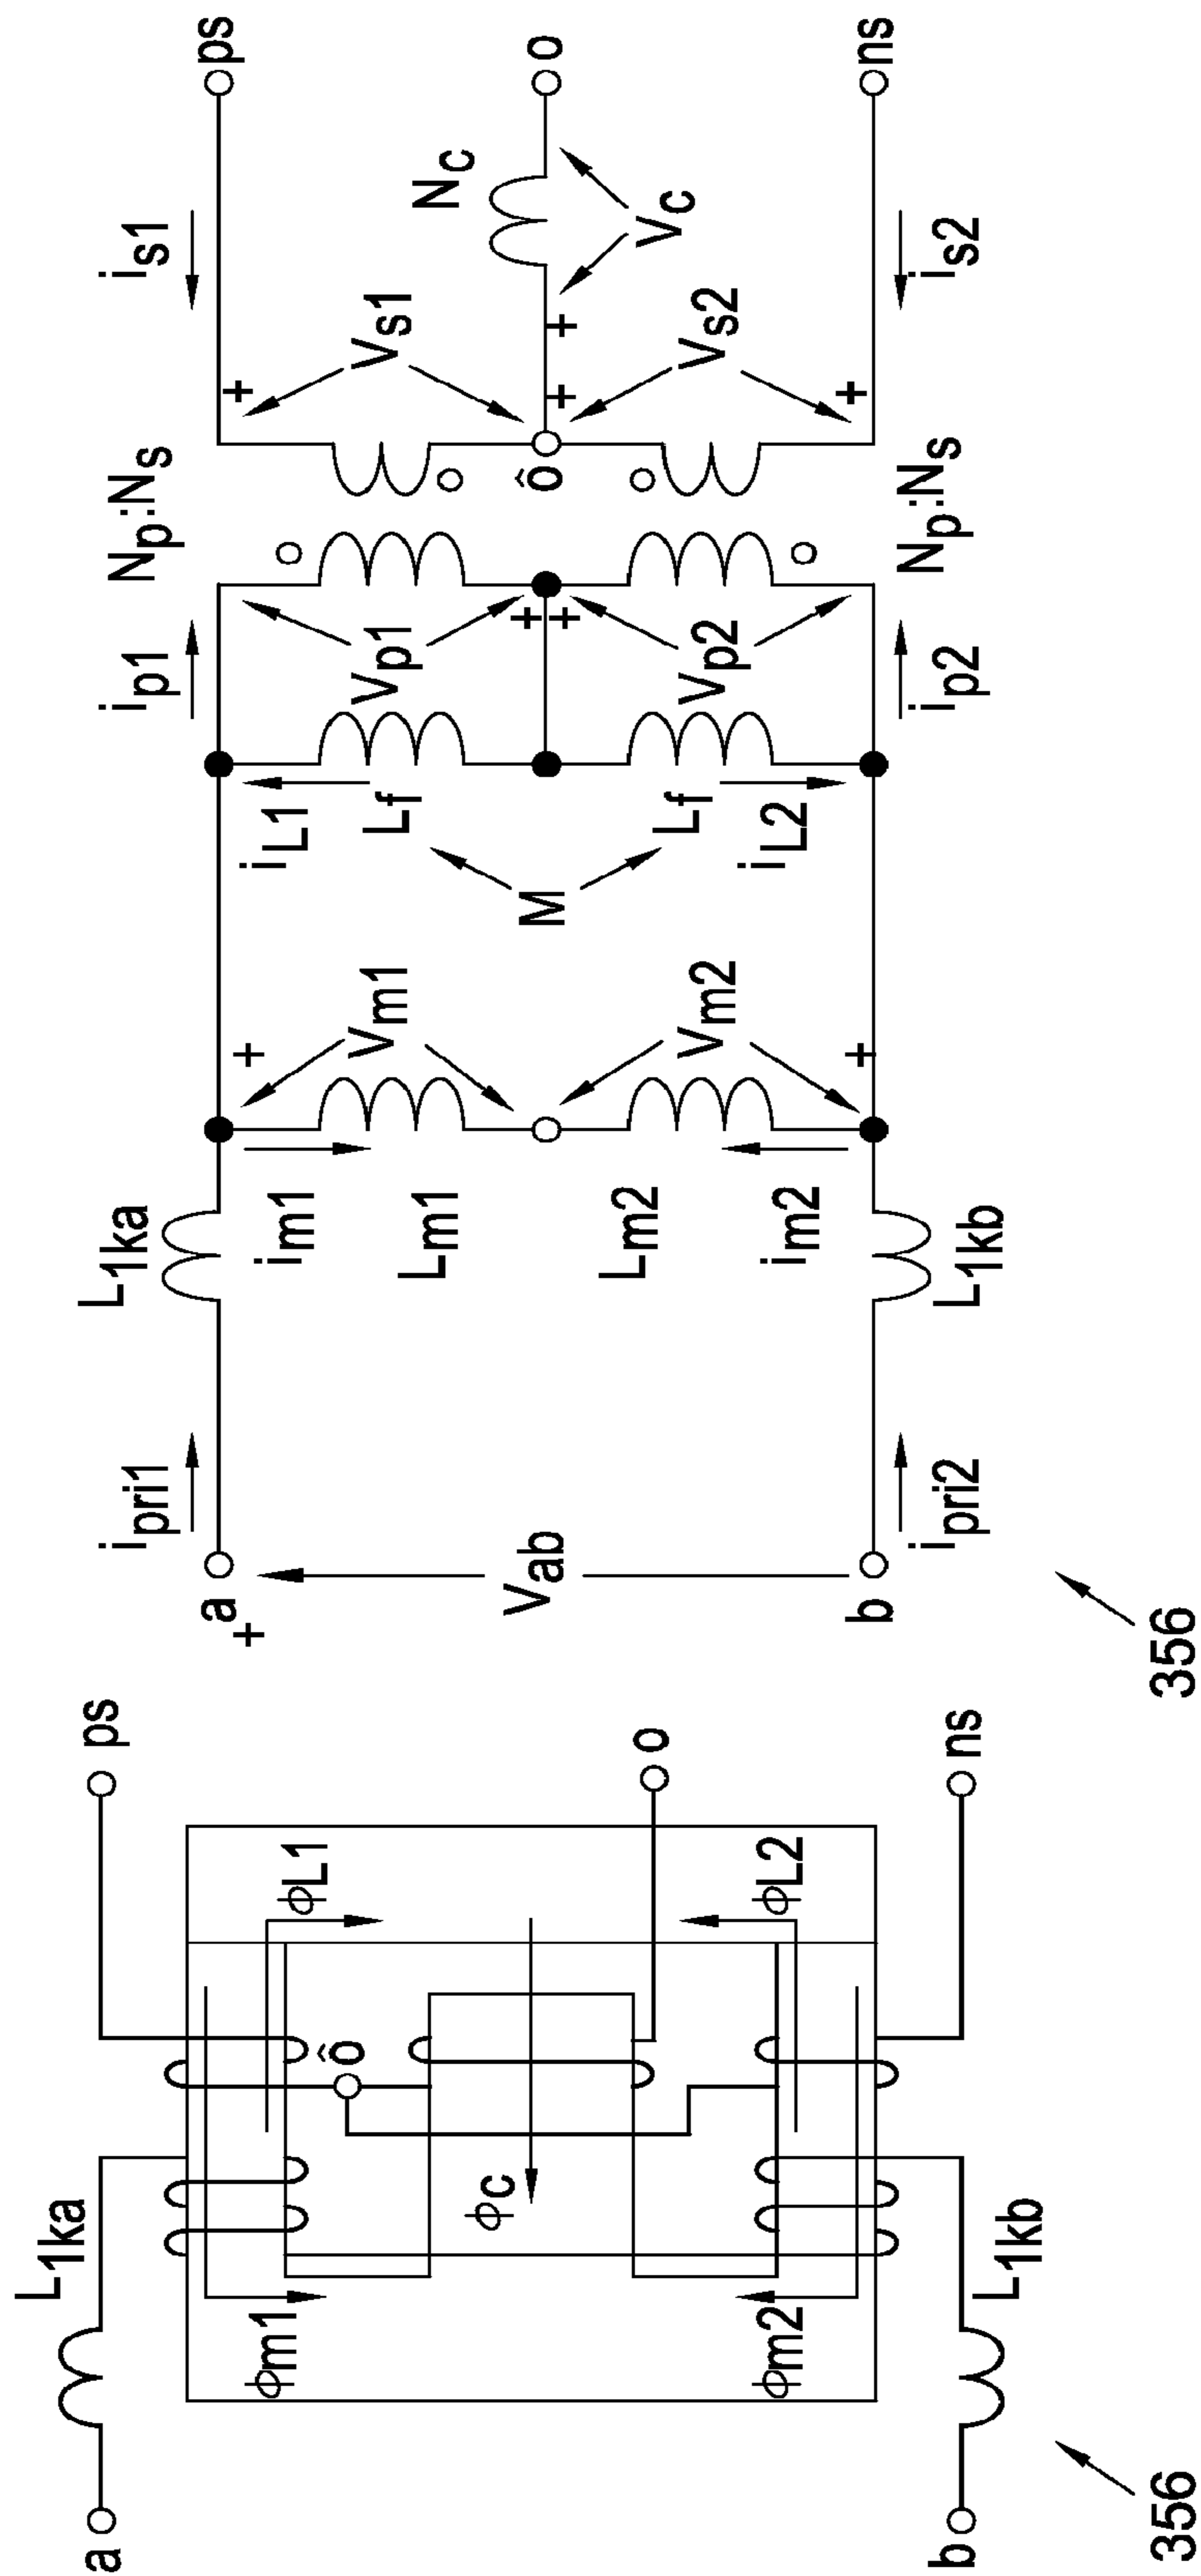 a
L1ka
ps
ϕm1
ϕL1
ô
o
ϕc
ϕm2
ϕL2
b
L1kb
ns
356
a
+
ipri1
L1ka
ip1
Np:Ns
is1
ps
im1
+
Vm1
iL1
Lf
Vp1
+
Vs1
Lm1
Vab
M
+
+
ô
+
+
Nc
o
Vc
Lm2
Vm2
Lf
Vp2
Vs2
im2
+
iL2
+
b
ipri2
L1kb
ip2
Np:Ns
is2
ns
356